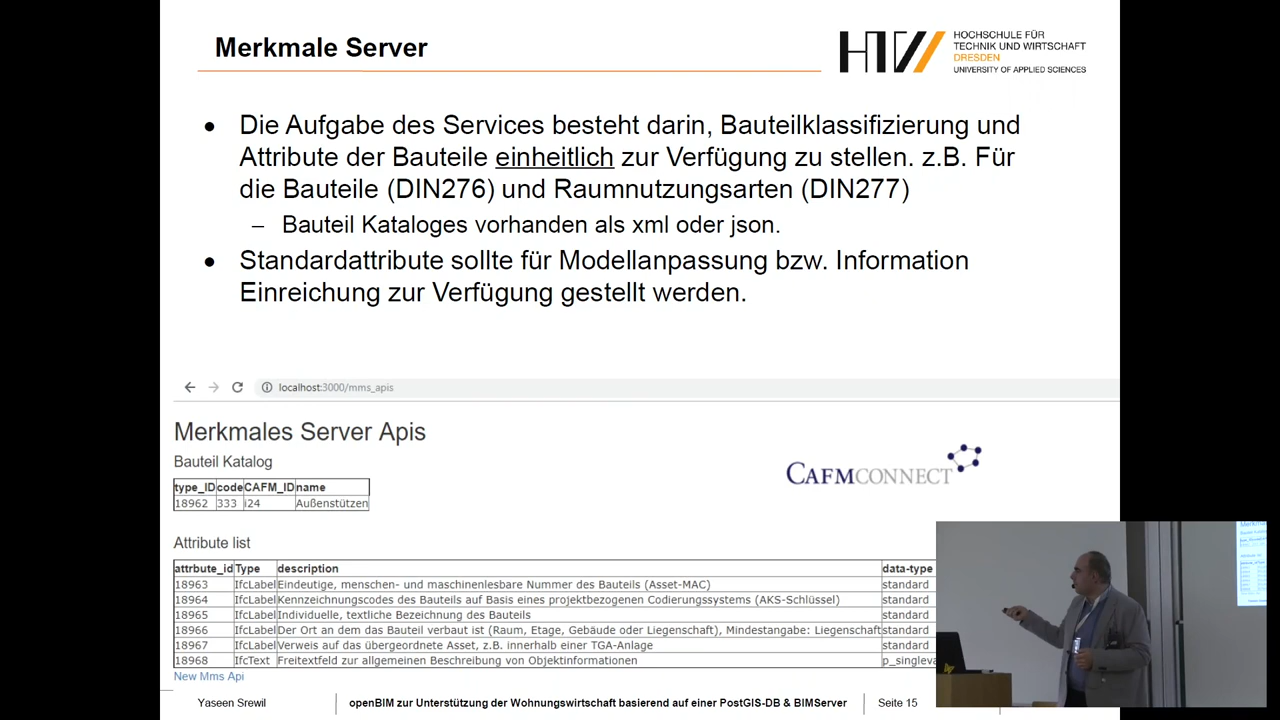 Merkmale Server
HOCHSCHULE FÜR
TECHNIK UND WIRTSCHAFT
DRESDEN
UNIVERSITY OF APPLIED SCIENCES
Die Aufgabe des Services besteht darin, Bauteilklassifizierung und
Attribute der Bauteile einheitlich zur Verfügung zu stellen. z.B. Für
die Bauteile (DIN276) und Raumnutzungsarten (DIN277)
– Bauteil Kataloges vorhanden als xml oder json.
Standardattribute sollte für Modellanpassung bzw. Information
Einreichung zur Verfügung gestellt werden.
localhost:3000/mms_apis
Merkmales Server Apis
Bauteil Katalog
CAFMCONNECT
type_ID code CAFM_ID name
18962 333 i24 Außenstützen
Attribute list
attrbute_id Type description data-type
18963 IfcLabel Eindeutige, menschen- und maschinenlesbare Nummer des Bauteils (Asset-MAC) standard
18964 IfcLabel Kennzeichnungscodes des Bauteils auf Basis eines projektbezogenen Codierungssystems (AKS-Schlüssel) standard
18965 IfcLabel Individuelle, textliche Bezeichnung des Bauteils standard
18966 IfcLabel Der Ort an dem das Bauteil verbaut ist (Raum, Etage, Gebäude oder Liegenschaft), Mindestangabe: Liegenschaft standard
18967 IfcLabel Verweis auf das übergeordnete Asset, z.B. innerhalb einer TGA-Anlage standard
18968 IfcText Freitextfeld zur allgemeinen Beschreibung von Objektinformationen p_singleva
New Mms Api
Yaseen Srewil openBIM zur Unterstützung der Wohnungswirtschaft basierend auf einer PostGIS-DB & BIMServer Seite 15